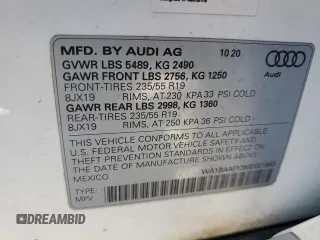 MFD. BY AUDI AG 10 20
GVWR LBS 5489, KG 2490
GAWR FRONT LBS 2756, KG 1250
FRONT-TIRES 235/55 R19
8JX19 RIMS, AT 230 KPA 33 PSI COLD
GAWR REAR LBS 2998, KG 1360
REAR-TIRES 235/55 R19
8JX19 RIMS, AT 250 KPA 36 PSI COLD
THIS VEHICLE CONFORMS TO ALL APPLICABLE
U.S. FEDERAL MOTOR VEHICLE SAFETY, BUMPER,
AND THEFT PREVENTION STANDARDS IN EFFECT ON
THE DATE OF MANUFACTURE SHOWN ABOVE.
TYPE:
MPV
MEXICO
DREAMBID